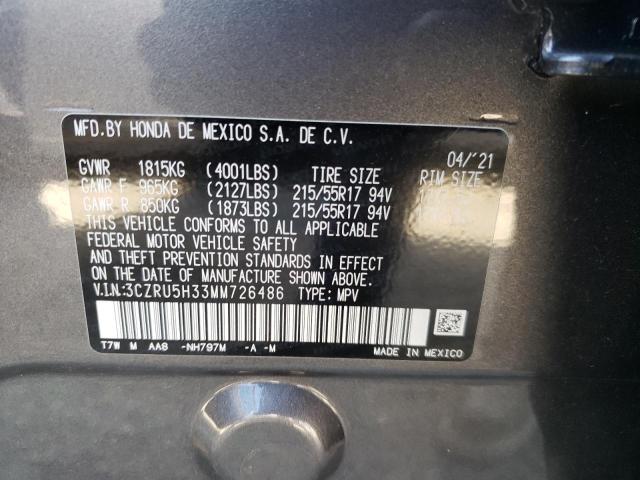 MFD.BY HONDA DE MEXICO S.A. DE C.V.
04/'21
GVWR 1815KG (4001LBS) TIRE SIZE RIM SIZE
GAWR F 965KG (2127LBS) 215/55R17 94V
GAWR R 850KG (1873LBS) 215/55R17 94V
THIS VEHICLE CONFORMS TO ALL APPLICABLE
FEDERAL MOTOR VEHICLE SAFETY
AND THEFT PREVENTION STANDARDS IN EFFECT
ON THE DATE OF MANUFACTURE SHOWN ABOVE.
V.I.N.:3CZRU5H33MM726486 TYPE: MPV
T7W M AA8 -NH797M -A -M
MADE IN MEXICO